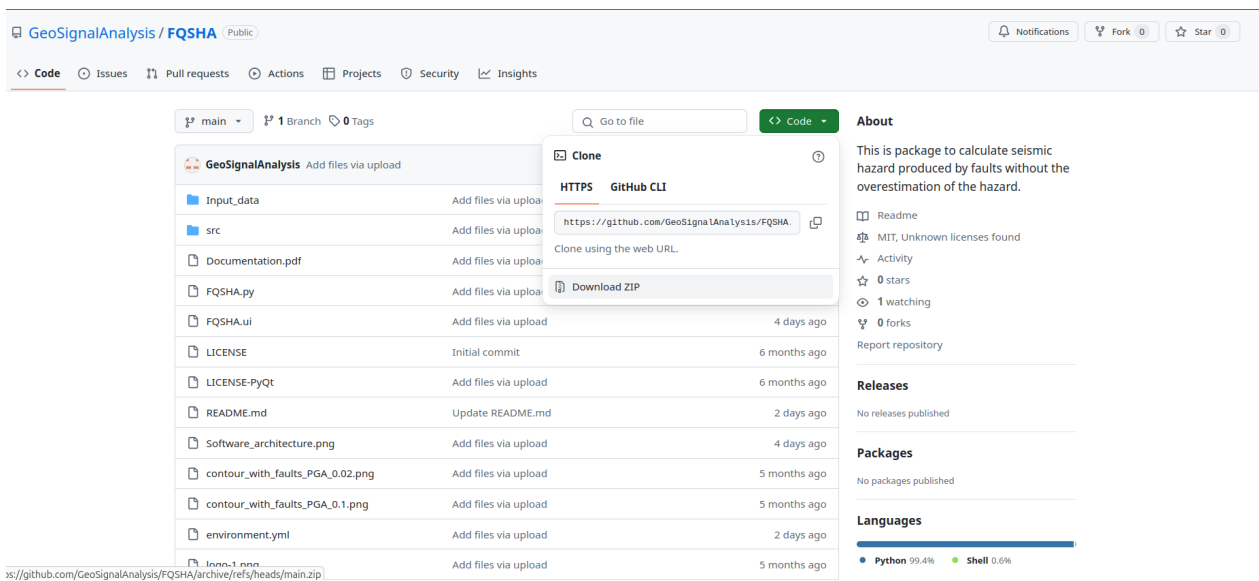 GeoSignalAnalysis / FQSHA Public
Notifications Fork 0 Star 0
Code Issues Pull requests Actions Projects Security Insights
main 1 Branch 0 Tags Go to file Code
GeoSignalAnalysis Add files via upload
Input_data Add files via uploa
src Add files via uploa
Documentation.pdf Add files via uploa
FQSHA.py Add files via uploa
FQSHA.ui Add files via upload 4 days ago
LICENSE Initial commit 6 months ago
LICENSE-PyQt Add files via upload 6 months ago
README.md Update README.md 2 days ago
Software_architecture.png Add files via upload 4 days ago
contour_with_faults_PGA_0.02.png Add files via upload 5 months ago
contour_with_faults_PGA_0.1.png Add files via upload 5 months ago
environment.yml Add files via upload 2 days ago
logo-1.png Add files via upload 5 months ago
Clone
HTTPS GitHub CLI
https://github.com/GeoSignalAnalysis/FQSHA.
Clone using the web URL.
Download ZIP
About
This is package to calculate seismic
hazard produced by faults without the
overestimation of the hazard.
Readme
MIT, Unknown licenses found
Activity
0 stars
1 watching
0 forks
Report repository
Releases
No releases published
Packages
No packages published
Languages
Python 99.4% Shell 0.6%
ps://github.com/GeoSignalAnalysis/FQSHA/archive/refs/heads/main.zip